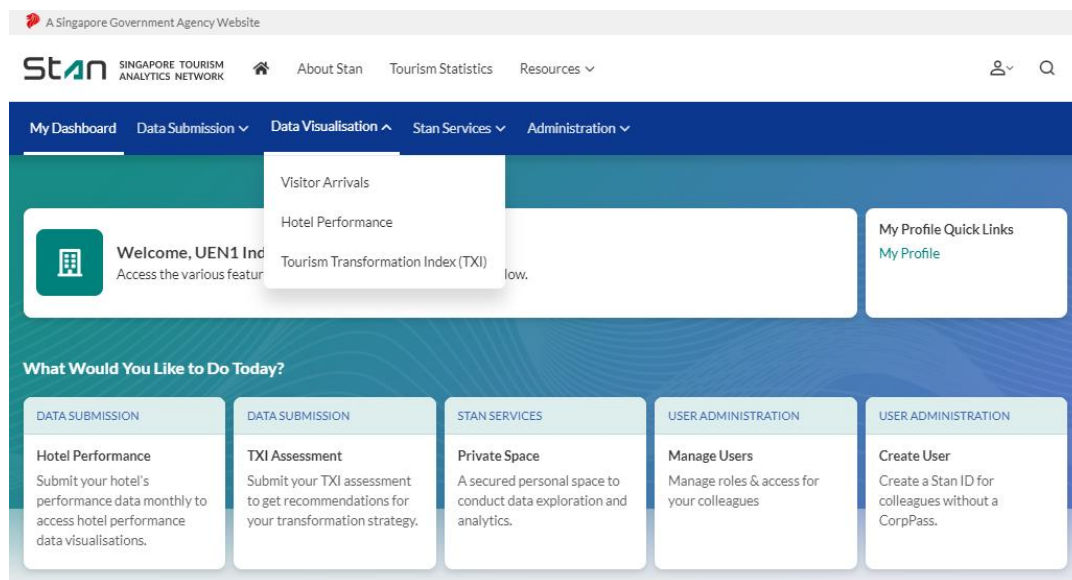 A Singapore Government Agency Website
Stan SINGAPORE TOURISM
ANALYTICS NETWORK
About Stan Tourism Statistics Resources
My Dashboard Data Submission Data Visualisation Stan Services Administration
Visitor Arrivals
Hotel Performance
Tourism Transformation Index (TXI)
Welcome, UEN1 Ind
Access the various featur
low.
My Profile Quick Links
My Profile
What Would You Like to Do Today?
DATA SUBMISSION
Hotel Performance
Submit your hotel's
performance data monthly to
access hotel performance
data visualisations.
DATA SUBMISSION
TXI Assessment
Submit your TXI assessment
to get recommendations for
your transformation strategy.
STAN SERVICES
Private Space
A secured personal space to
conduct data exploration and
analytics.
USER ADMINISTRATION
Manage Users
Manage roles & access for
your colleagues
USER ADMINISTRATION
Create User
Create a Stan ID for
colleagues without a
CorpPass.